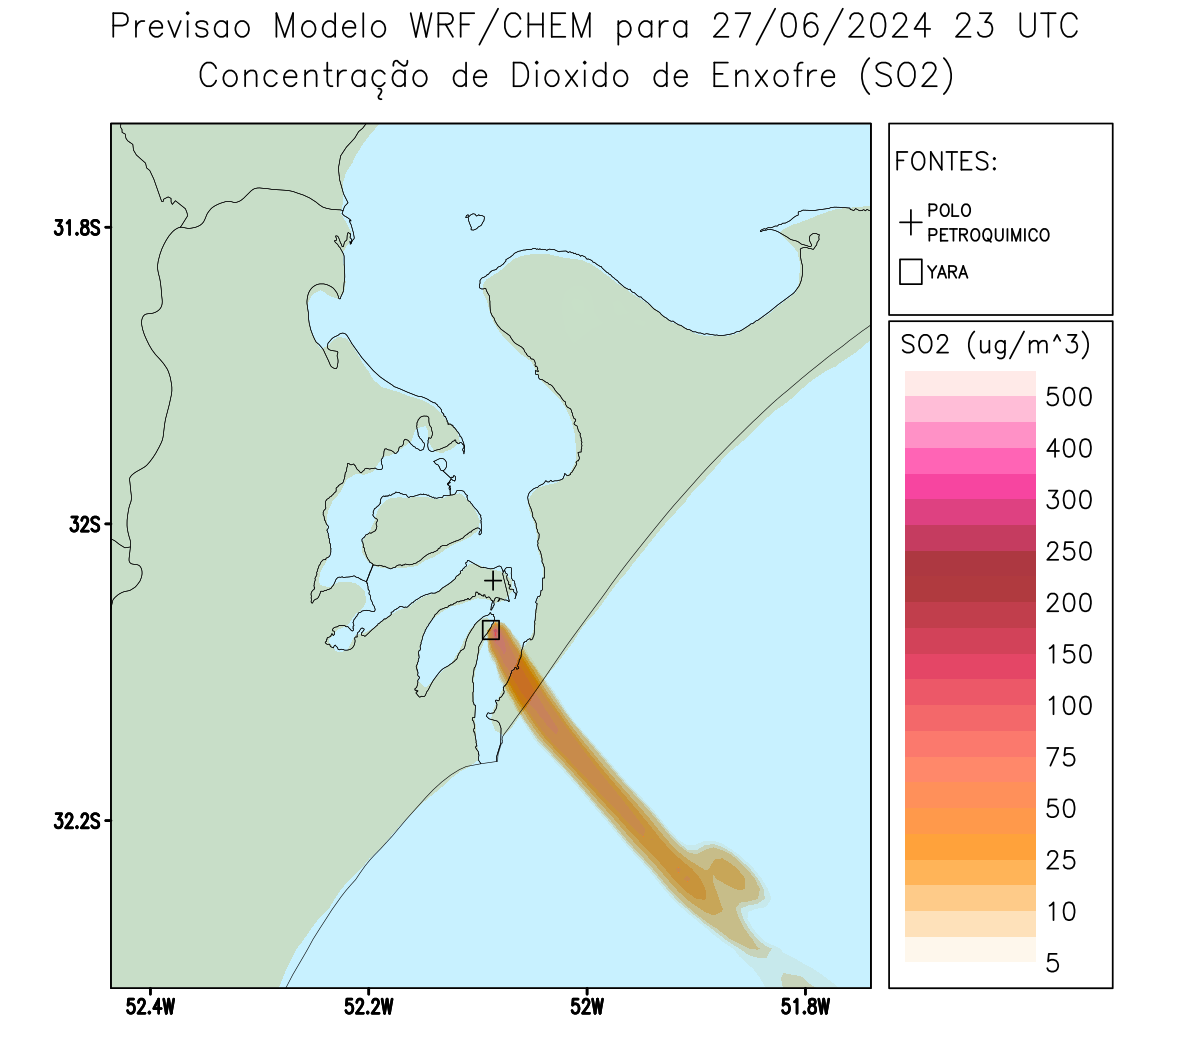 Previsao Modelo WRF/CHEM para 27/06/2024 23 UTC
Concentração de Dioxido de Enxofre (SO2)
FONTES:
POLO
PETROQUIMICO
YARA
SO2 (ug/m^3)
500
400
300
250
200
150
100
75
50
25
10
5
31.8S
32S
32.2S
52.4W
52.2W
52W
51.8W